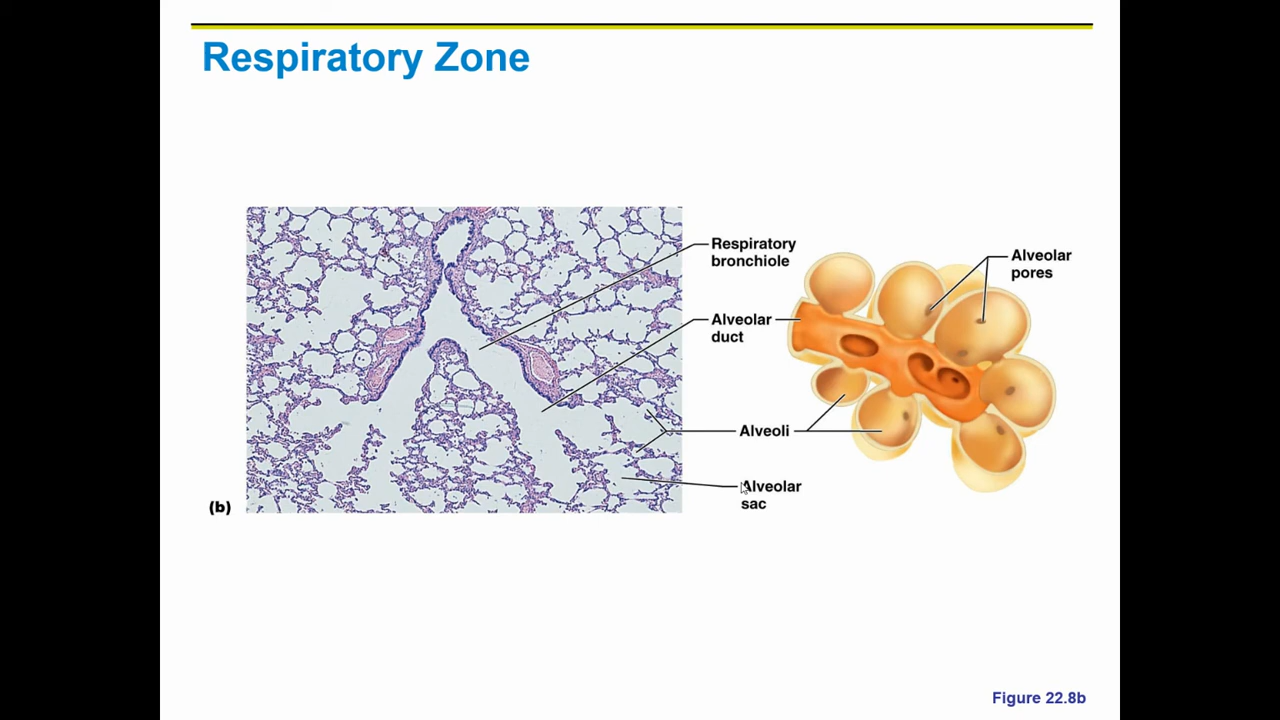 Respiratory Zone
Respiratory
bronchiole
Alveolar
duct
Alveoli
Alveolar
sac
Alveolar
pores
(b)
Figure 22.8b